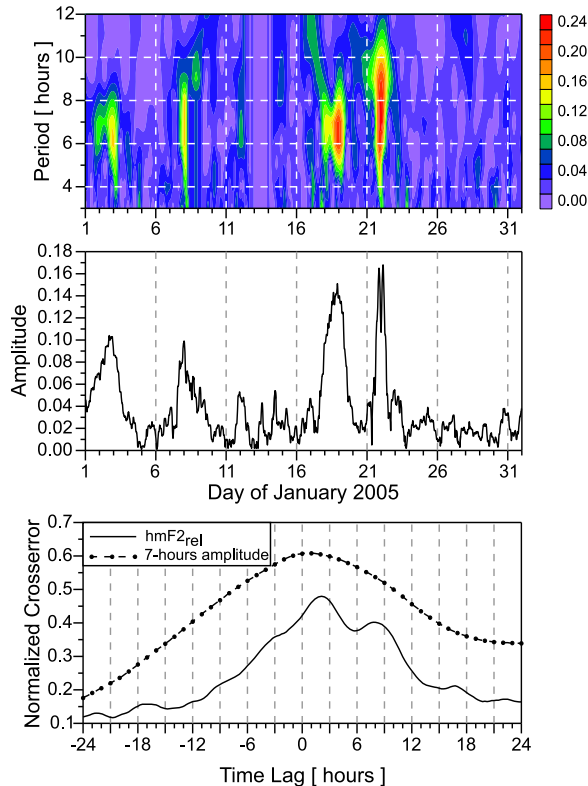 12
10
8
6
4
Period [ hours ]
1 6 11 16 21 26 31
0.24
0.20
0.16
0.12
0.08
0.04
0.00
0.18
0.16
0.14
0.12
0.10
0.08
0.06
0.04
0.02
0.00
Amplitude
1 6 11 16 21 26 31
Day of January 2005
0.7
0.6
0.5
0.4
0.3
0.2
0.1
Normalized Crosserror
hmF2rel
7-hours amplitude
-24 -18 -12 -6 0 6 12 18 24
Time Lag [ hours ]